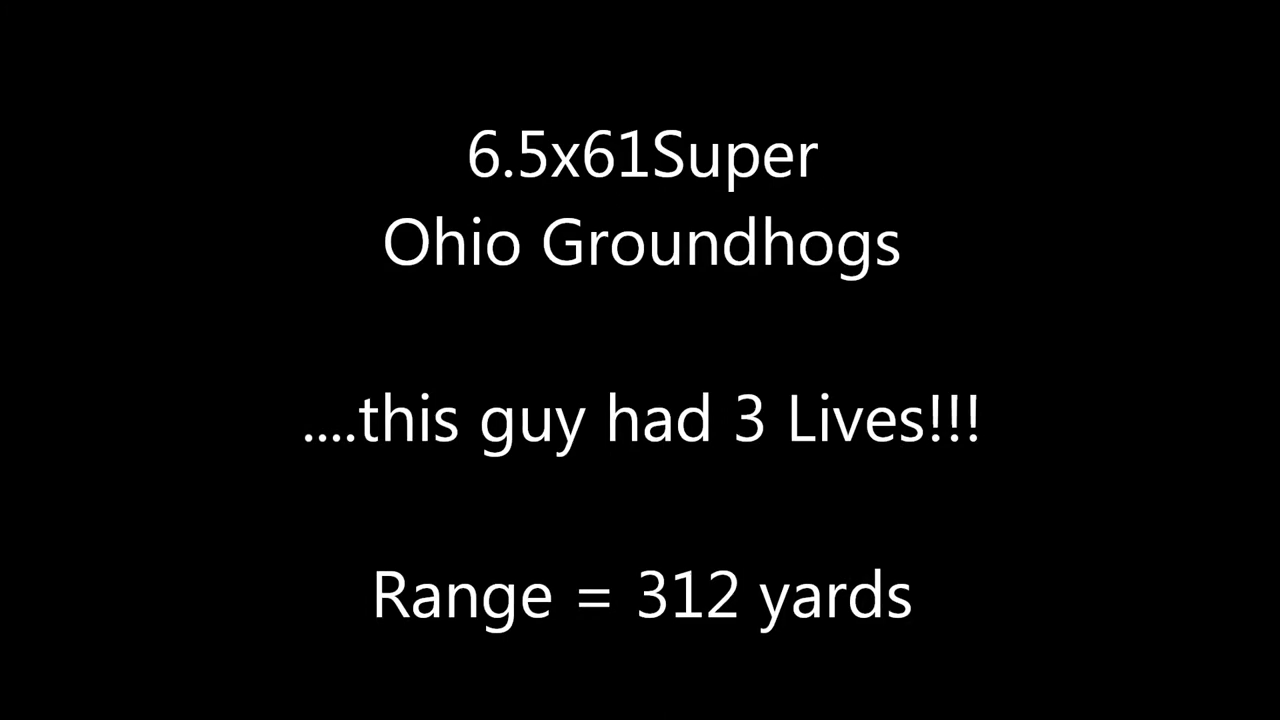 6.5x61Super
Ohio Groundhogs
....this guy had 3 Lives!!!
Range = 312 yards